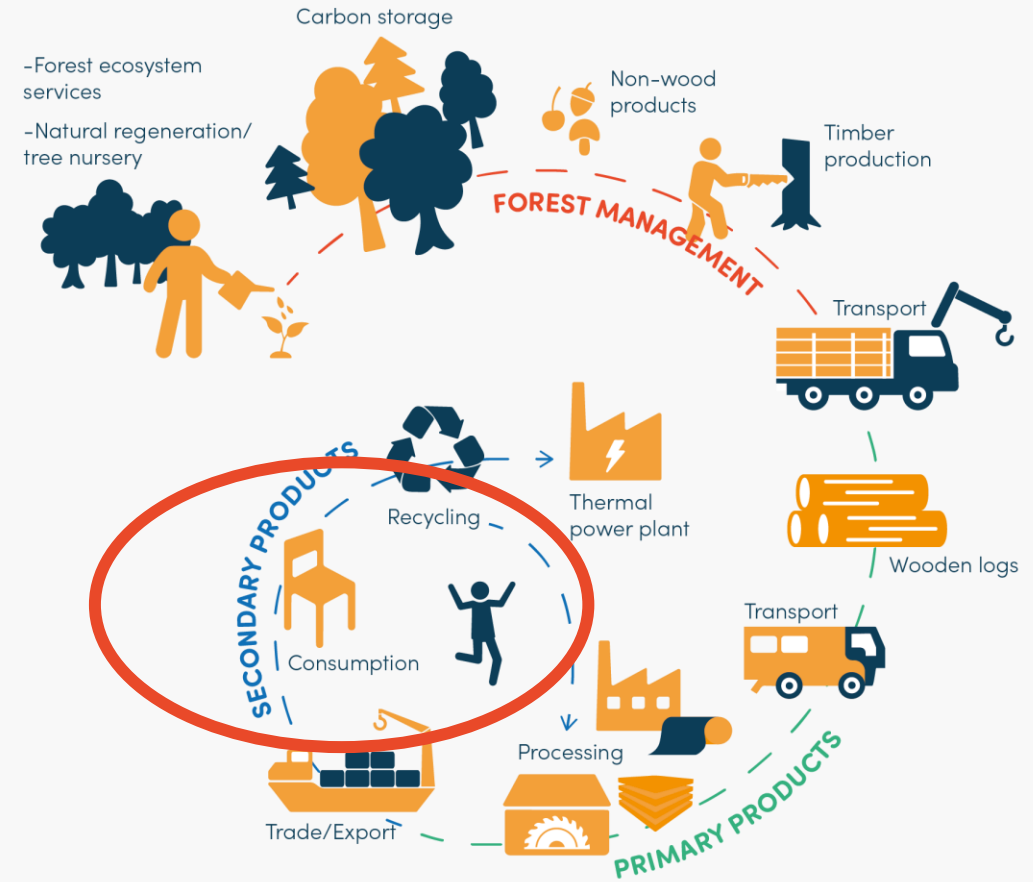 Carbon storage
-Forest ecosystem
services
-Natural regeneration/
tree nursery
Non-wood
products
Timber
production
FOREST MANAGEMENT
Transport
Wooden logs
Transport
PRIMARY PRODUCTS
Processing
Trade/Export
SECONDARY PRODUCTS
Consumption
Recycling
Thermal
power plant